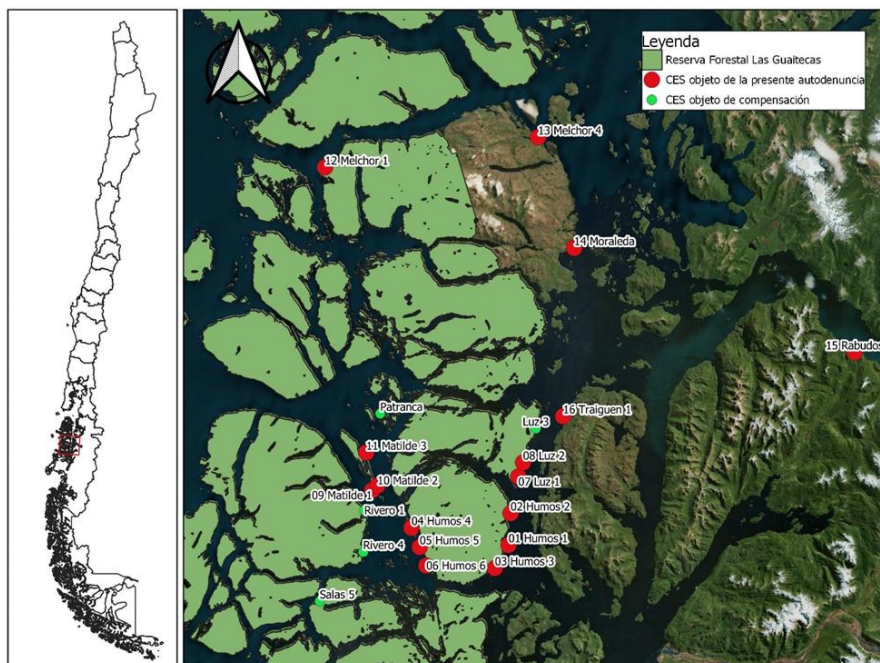 Leyenda
Reserva Forestal Las Guaitecas
CES objeto de la presente autodenuncia
CES objeto de compensación
13 Melchor 4
12 Melchor 1
14 Moraleda
15 Rabudos
Patranca
16 Traiguen 1
Luz 3
11 Matilde 3
08 Luz 2
10 Matilde 2
07 Luz 1
09 Matilde 1
Rivero 1
02 Humos 2
04 Humos 4
05 Humos 5
01 Humos 1
Rivero 4
06 Humos 6
03 Humos 3
Salas 5